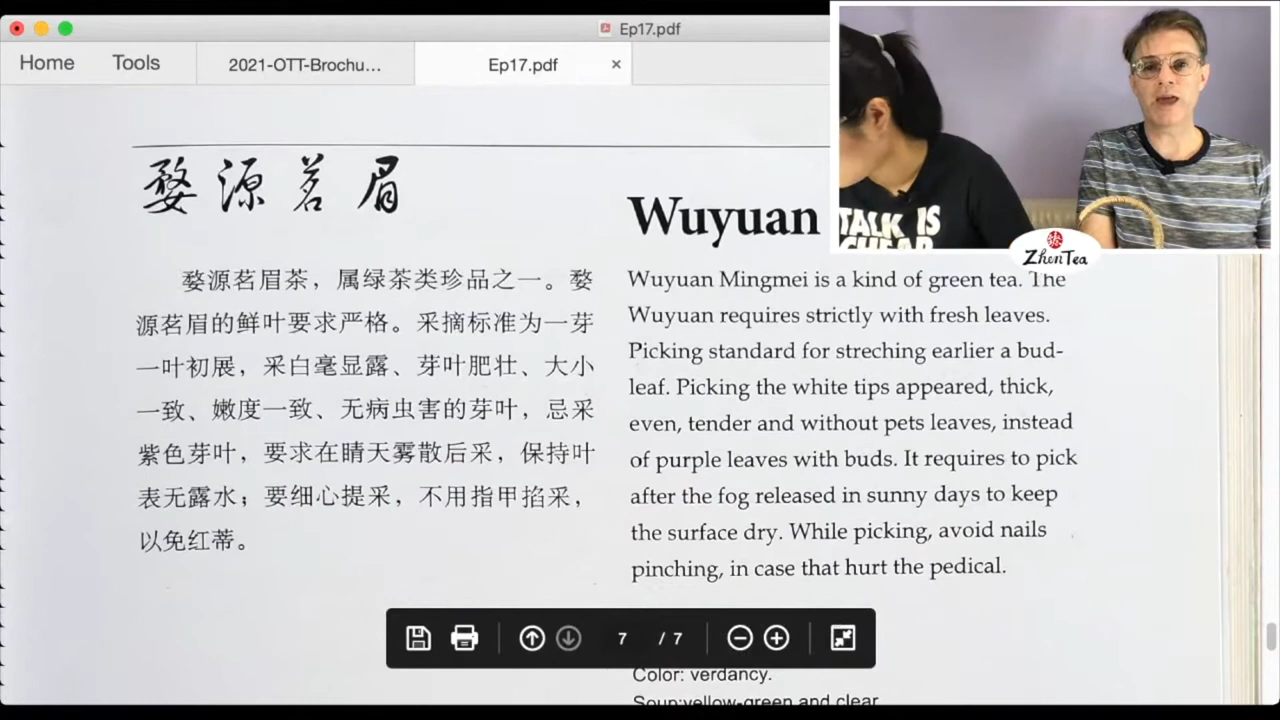 Ep17.pdf
Home
Tools
2021-OTT-Brochu...
Ep17.pdf
×
婺源茗眉
Wuyuan
婺源茗眉茶，属绿茶类珍品之一。婺
源茗眉的鲜叶要求严格。采摘标准为一芽
一叶初展，采白毫显露、芽叶肥壮、大小
一致、嫩度一致、无病虫害的芽叶，忌采
紫色芽叶，要求在晴天雾散后采，保持叶
表无露水；要细心提采，不用指甲掐采，
以免红蒂。
Wuyuan Mingmei is a kind of green tea. The
Wuyuan requires strictly with fresh leaves.
Picking standard for streching earlier a bud-
leaf. Picking the white tips appeared, thick,
even, tender and without pets leaves, instead
of purple leaves with buds. It requires to pick
after the fog released in sunny days to keep
the surface dry. While picking, avoid nails
pinching, in case that hurt the pedical.
Color: verdancy.
Soup:yellow-green and clear
7 / 7
TALK IS
CHEAP
Zhen Tea